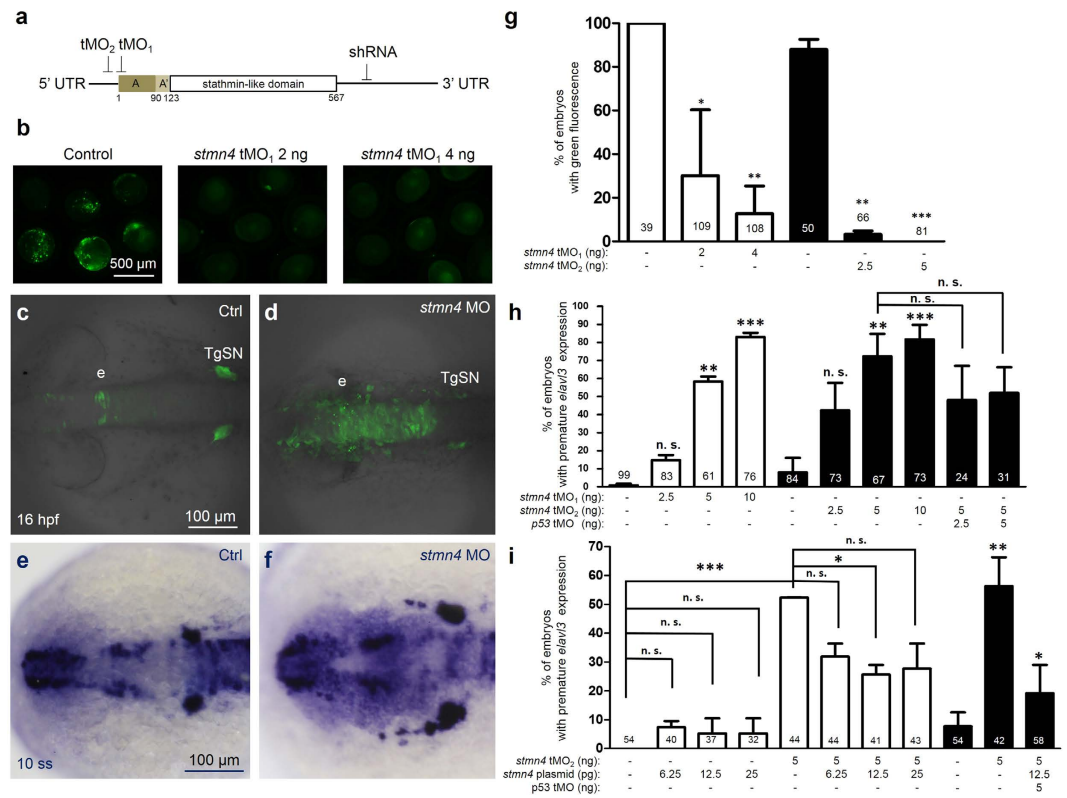 a
tMO2 tMO1
shRNA
5' UTR
A
A'
stathmin-like domain
3' UTR
1
90
123
567
b
Control
stmn4 tMO1 2 ng
stmn4 tMO1 4 ng
500 µm
c
Ctrl
TgSN
e
16 hpf
100 µm
d
stmn4 MO
e
TgSN
e
Ctrl
10 ss
100 µm
f
stmn4 MO
g
% of embryos
with green fluorescence
100
80
60
40
20
0
* ** ** ***
39 109 108 50 66 81
stmn4 tMO1 (ng): - 2 4 - - -
stmn4 tMO2 (ng): - - - - 2.5 5
h
% of embryos
with premature elavl3 expression
100
90
80
70
60
50
40
30
20
10
0
n. s.
n. s.
n. s. ** *** n. s. ** ***
99 83 61 76 84 73 67 73 24 31
stmn4 tMO1 (ng): - 2.5 5 10 - - - - - -
stmn4 tMO2 (ng): - - - - - 2.5 5 10 5 5
p53 tMO (ng): - - - - - - - - 2.5 5
i
% of embryos
with premature elavl3 expression
70
60
50
40
30
20
10
0
n. s.
*
n. s.
***
n. s.
n. s.
n. s.
**
*
54 40 37 32 44 44 41 43 54 42 58
stmn4 tMO2 (ng): - - - - 5 5 5 5 - 5 5
stmn4 plasmid (pg): - 6.25 12.5 25 - 6.25 12.5 25 - - 12.5
p53 tMO (ng): - - - - - - - - - - 5